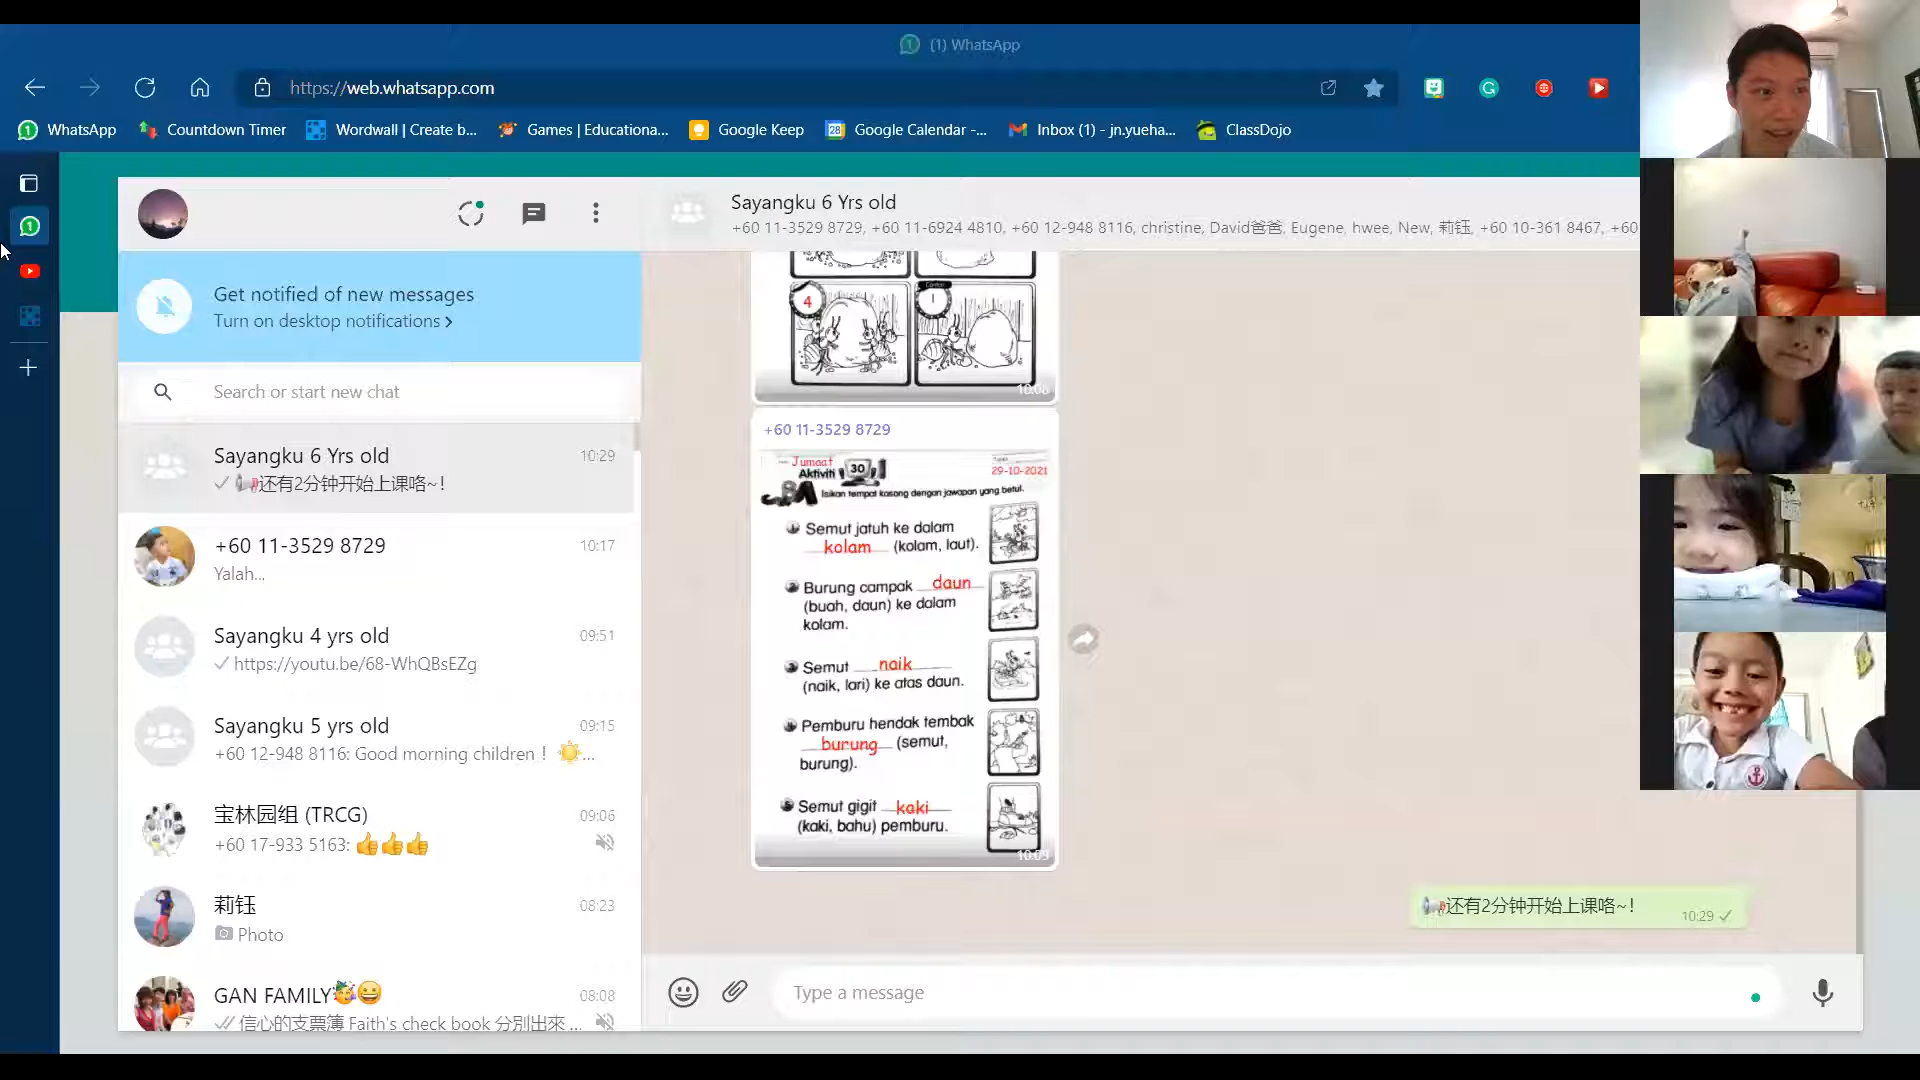 (1) WhatsApp
https://web.whatsapp.com
WhatsApp
Countdown Timer
Wordwall | Create b...
Games | Educationa...
Google Keep
28
Google Calendar -...
Inbox (1) - jn.yueha...
ClassDojo
Sayangku 6 Yrs old
+60 11-3529 8729, +60 11-6924 4810, +60 12-948 8116, christine, David爸爸, Eugene, hwee, New, 莉钰, +60 10-361 8467, +60
Get notified of new messages
Turn on desktop notifications >
Search or start new chat
Sayangku 6 Yrs old
10:29
还有2分钟开始上课咯~!
+60 11-3529 8729
10:17
Yalah...
Sayangku 4 yrs old
09:51
https://youtu.be/68-WhQBsEZg
Sayangku 5 yrs old
09:15
+60 12-948 8116: Good morning children !
...
宝林园组 (TRCG)
09:06
+60 17-933 5163:
莉钰
08:23
Photo
GAN FAMILY
08:08
信心的支票簿 Faith's check book 分別出來 ...
4
1
10:08
+60 11-3529 8729
Jumaat
29-10-2021
Aktiviti 30
Isikan tempat kosong dengan jawapan yang betul.
Semut jatuh ke dalam
kolam (kolam, laut).
Burung campak daun
(buah, daun) ke dalam
kolam.
Semut naik
(naik, lari) ke atas daun.
Pemburu hendak tembak
burung (semut,
burung).
Semut gigit kaki
(kaki, bahu) pemburu.
10:09
还有2分钟开始上课咯~!
10:29
Type a message